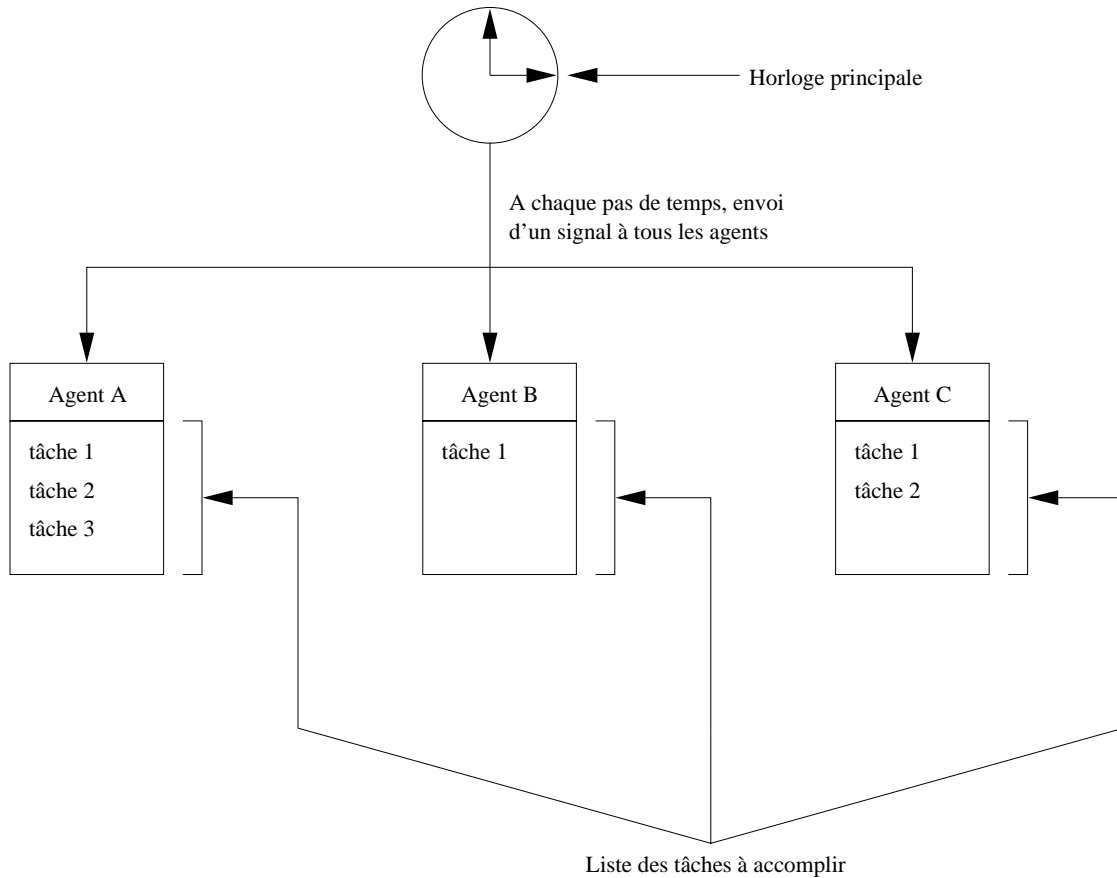 Horloge principale
A chaque pas de temps, envoi
d'un signal à tous les agents
Agent A
tâche 1
tâche 2
tâche 3
Agent B
tâche 1
Agent C
tâche 1
tâche 2
Liste des tâches à accomplir